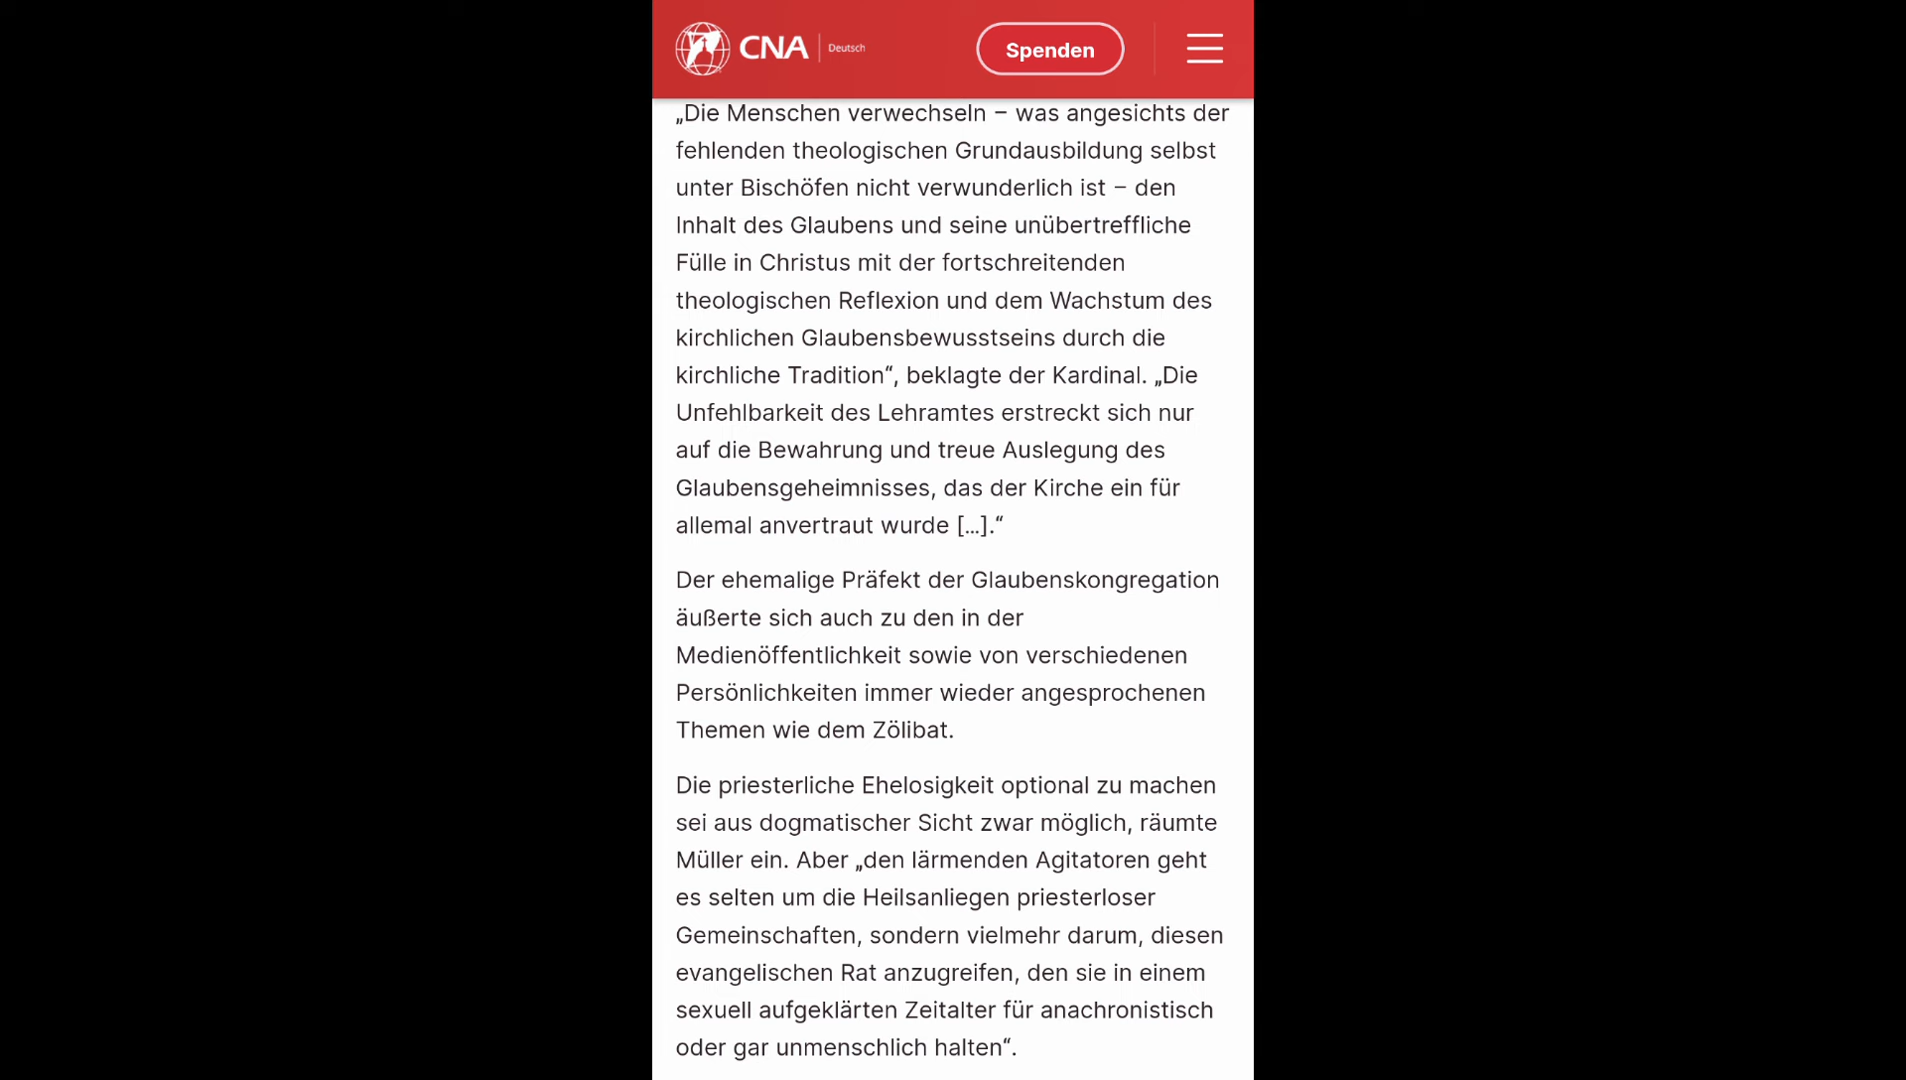 CNA Deutsch
Spenden
„Die Menschen verwechseln – was angesichts der
fehlenden theologischen Grundausbildung selbst
unter Bischöfen nicht verwunderlich ist – den
Inhalt des Glaubens und seine unübertreffliche
Fülle in Christus mit der fortschreitenden
theologischen Reflexion und dem Wachstum des
kirchlichen Glaubensbewusstseins durch die
kirchliche Tradition“, beklagte der Kardinal. „Die
Unfehlbarkeit des Lehramtes erstreckt sich nur
auf die Bewahrung und treue Auslegung des
Glaubensgeheimnisses, das der Kirche ein für
allemal anvertraut wurde […].“
Der ehemalige Präfekt der Glaubenskongregation
äußerte sich auch zu den in der
Medienöffentlichkeit sowie von verschiedenen
Persönlichkeiten immer wieder angesprochenen
Themen wie dem Zölibat.
Die priesterliche Ehelosigkeit optional zu machen
sei aus dogmatischer Sicht zwar möglich, räumte
Müller ein. Aber „den lärmenden Agitatoren geht
es selten um die Heilsanliegen priesterloser
Gemeinschaften, sondern vielmehr darum, diesen
evangelischen Rat anzugreifen, den sie in einem
sexuell aufgeklärten Zeitalter für anachronistisch
oder gar unmenschlich halten“.